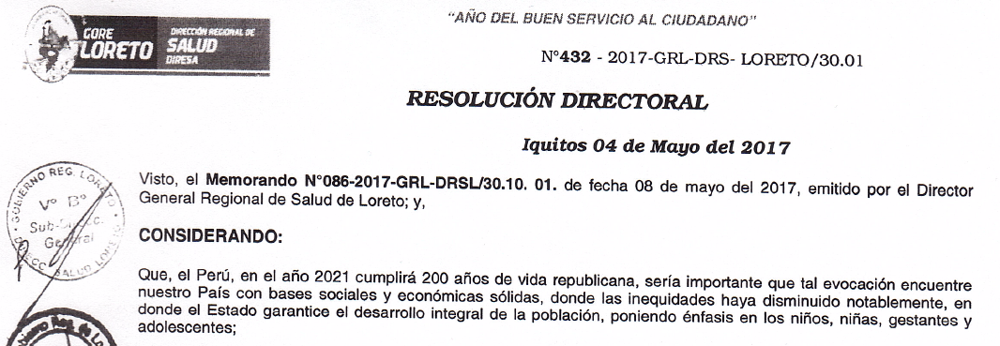 "AÑO DEL BUEN SERVICIO AL CIUDADANO"
GORE
LORETO
DIRECCIÓN REGIONAL DE
SALUD
DIRESA
N°432 - 2017-GRL-DRS- LORETO/30.01
RESOLUCIÓN DIRECTORAL
Iquitos 04 de Mayo del 2017
Visto, el Memorando N°086-2017-GRL-DRSL/30.10. 01. de fecha 08 de mayo del 2017, emitido por el Director
General Regional de Salud de Loreto; y,
GOBIERNO REG. LORETO
V° B°
General
SALUD LORETO
CONSIDERANDO:
Que, el Perú, en el año 2021 cumplirá 200 años de vida republicana, sería importante que tal evocación encuentre
nuestro País con bases sociales y económicas sólidas, donde las inequidades haya disminuido notablemente, en
donde el Estado garantice el desarrollo integral de la población, poniendo énfasis en los niños, niñas, gestantes y
adolescentes;
Reg. de